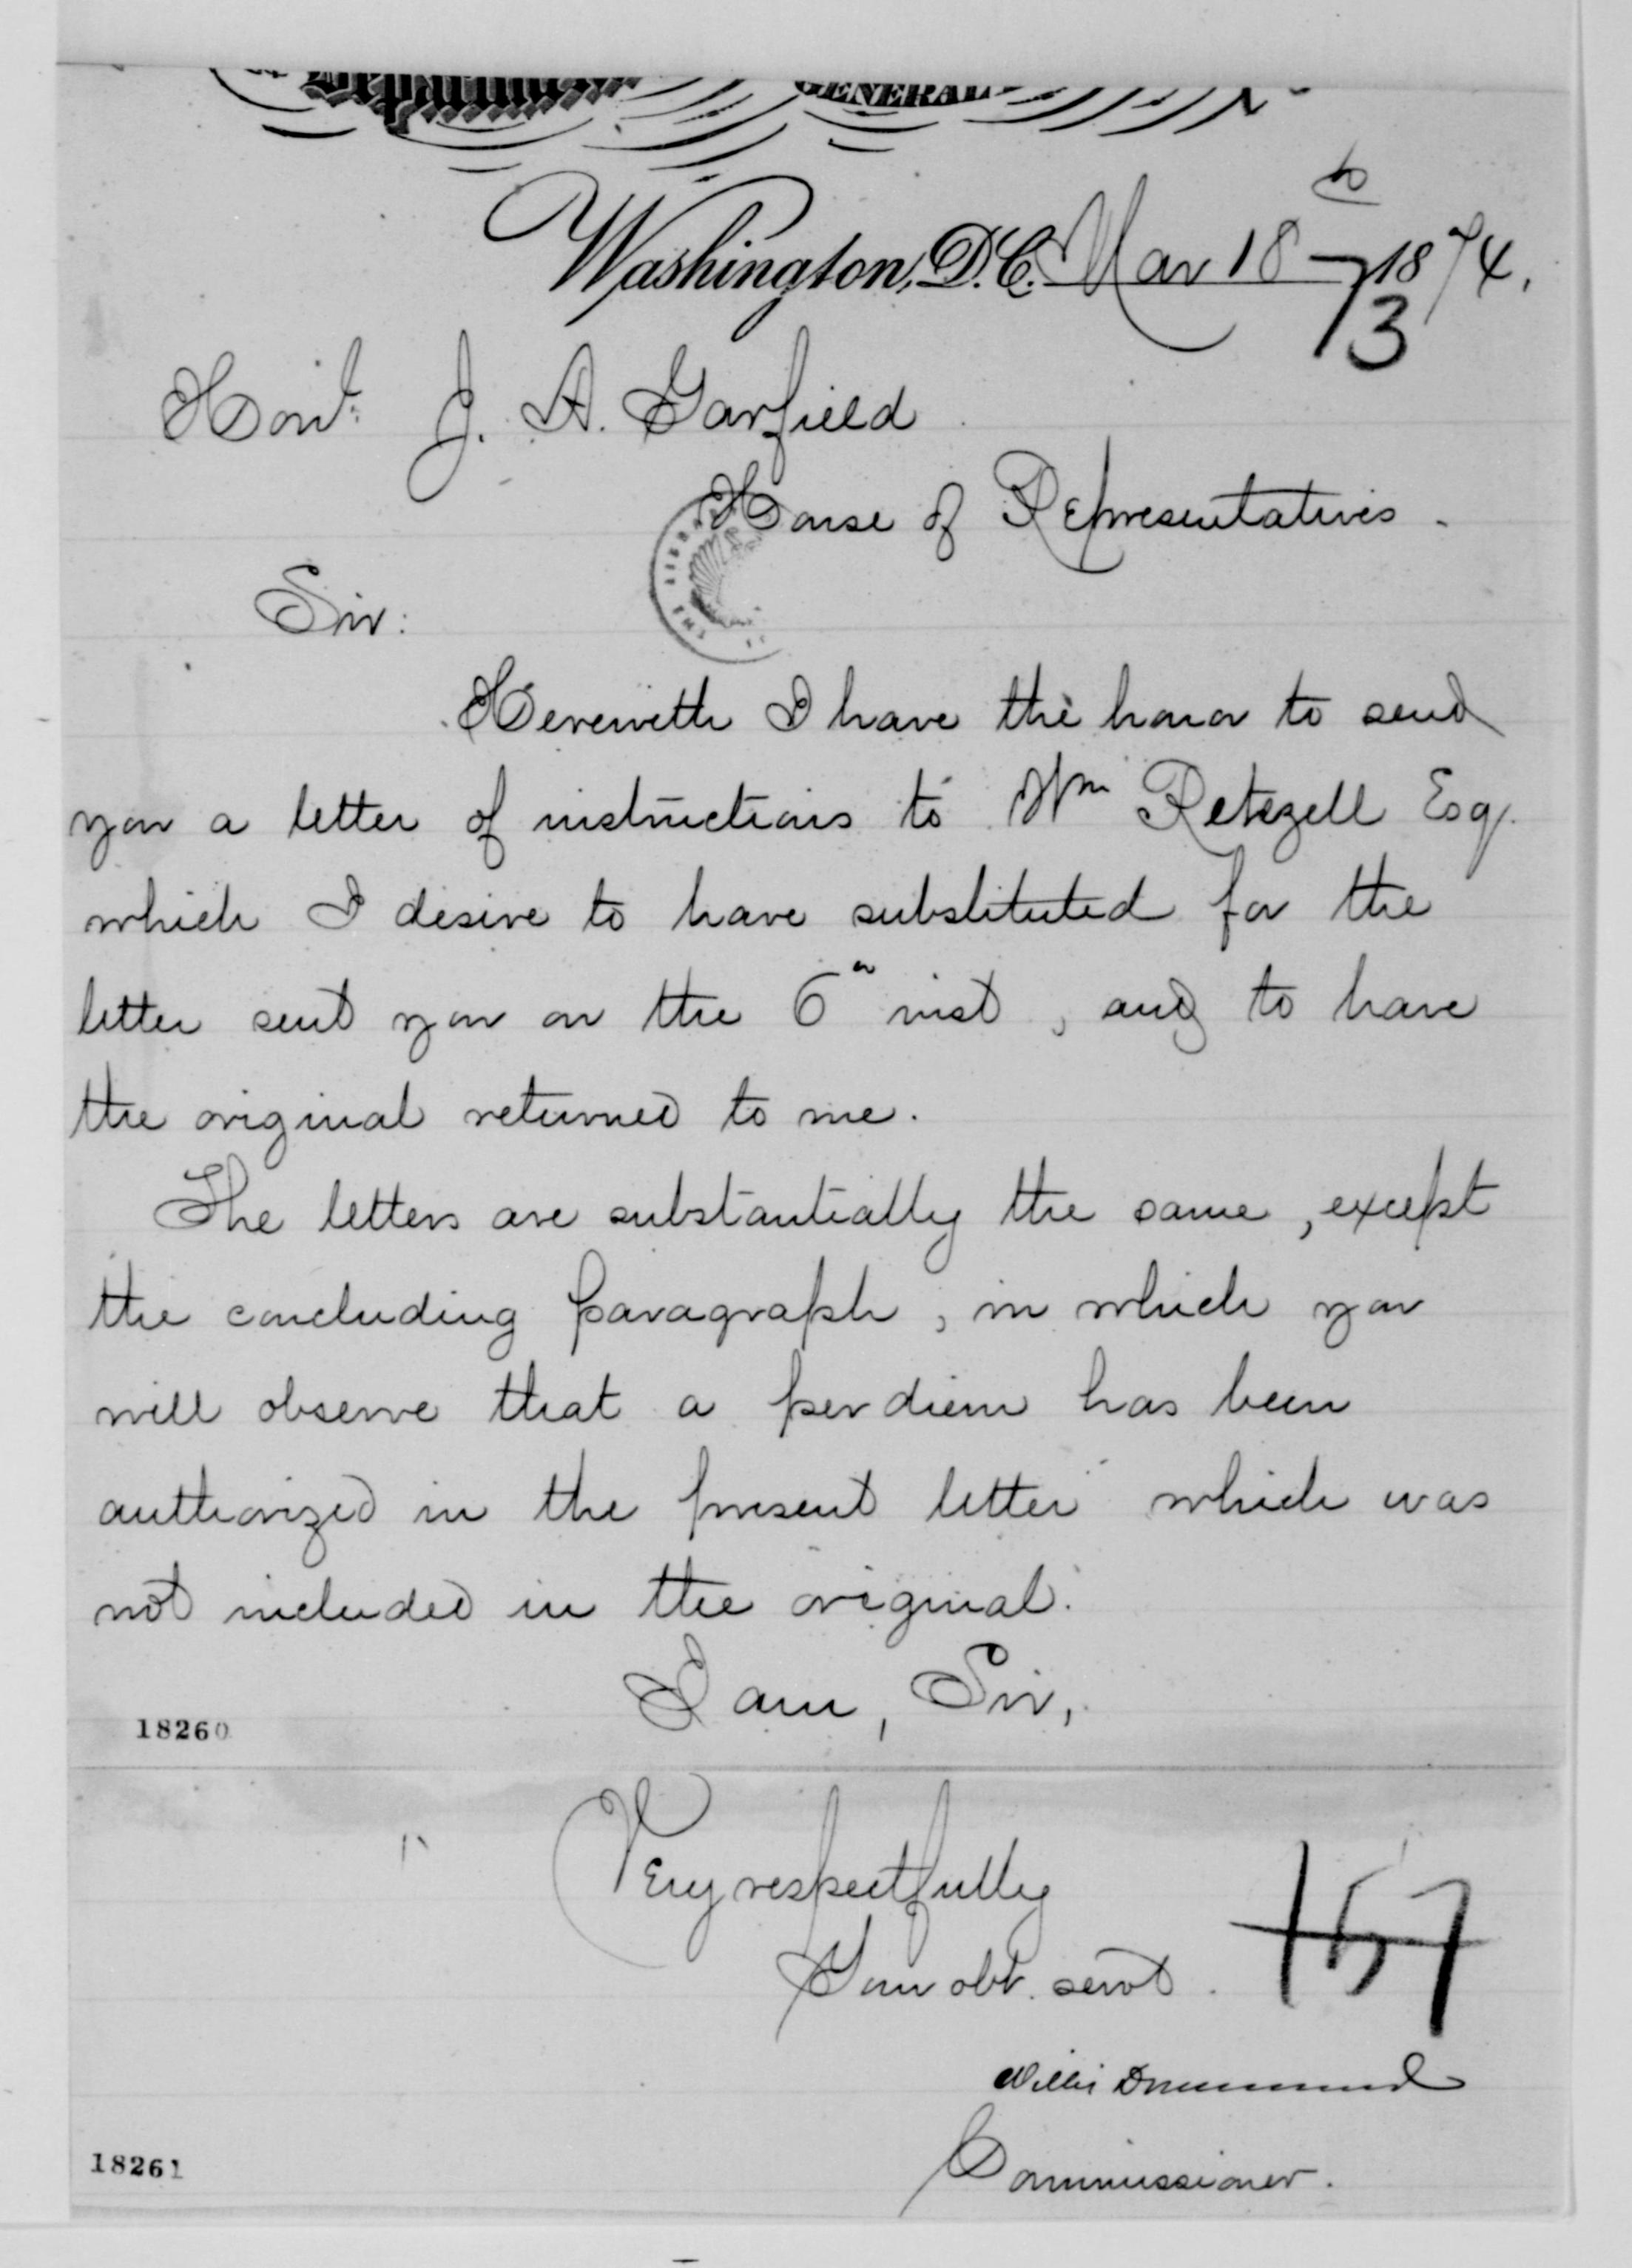 Department
GENERAL
Washington, D.C. Mar 18 1874.
73
Hon. J. A. Garfield
House of Representatives.
Sir:
Herewith I have the honor to send
you a letter of instructions to Wm Retezell Esq.
which I desire to have substituted for the
letter sent you on the 6" inst, and to have
the original returned to me.
The letters are substantially the same, except
the concluding paragraph, in which you
will observe that a per diem has been
authorized in the present letter which was
not included in the original.
I am, Sir,
18260
Very respectfully
Your obt. servt.
157
Willis Drummond
Commissioner.
18261